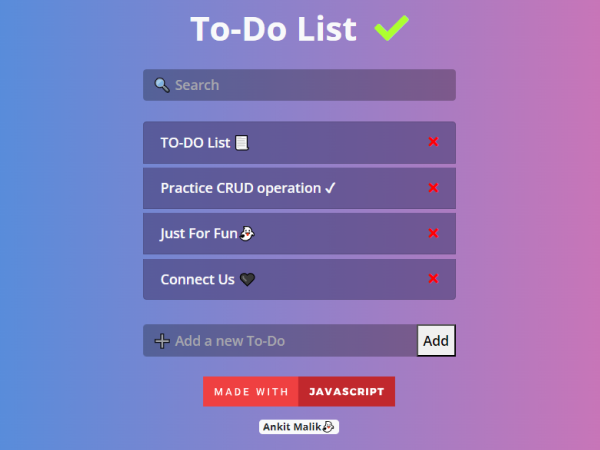 To-Do List ✔
🔍 Search
TO-DO List 📃 ❌
Practice CRUD operation ✓ ❌
Just For Fun👻 ❌
Connect Us 🖤 ❌
➕ Add a new To-Do Add
MADE WITH JAVASCRIPT
Ankit Malik👻